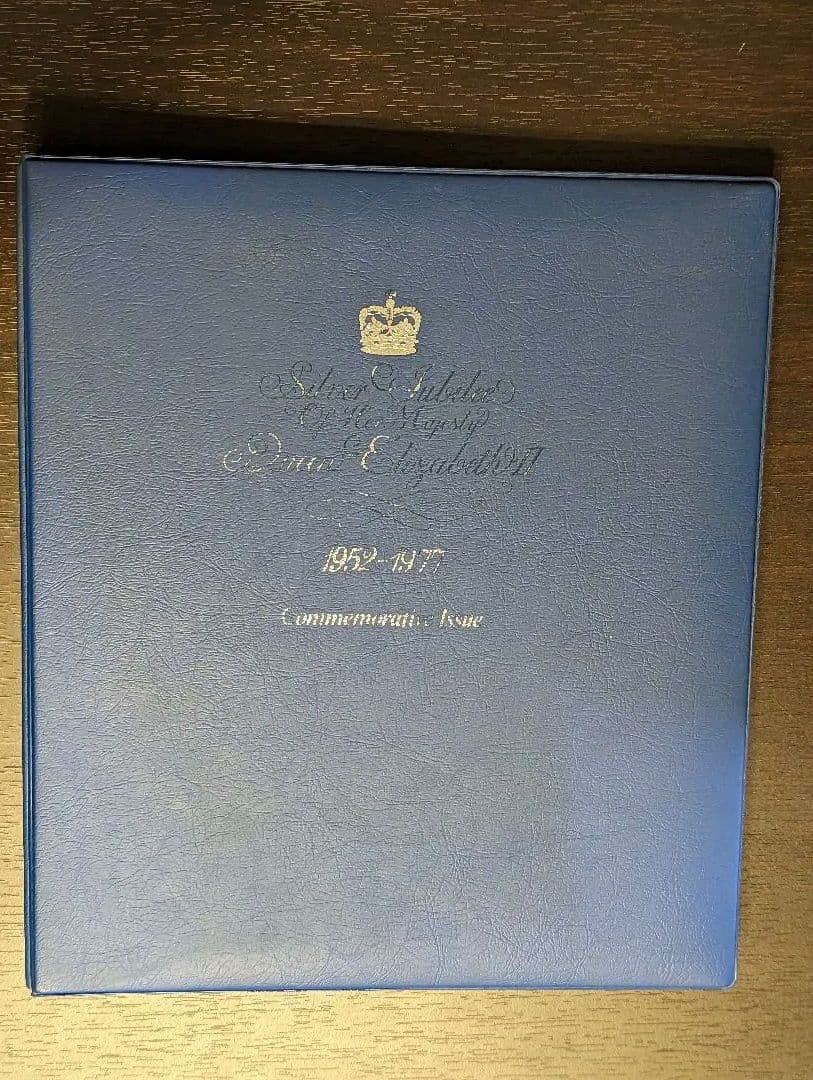 Silver Jubilee
Of Her Majesty
Queen Elizabeth II
1952-1977
Commemorative Issue